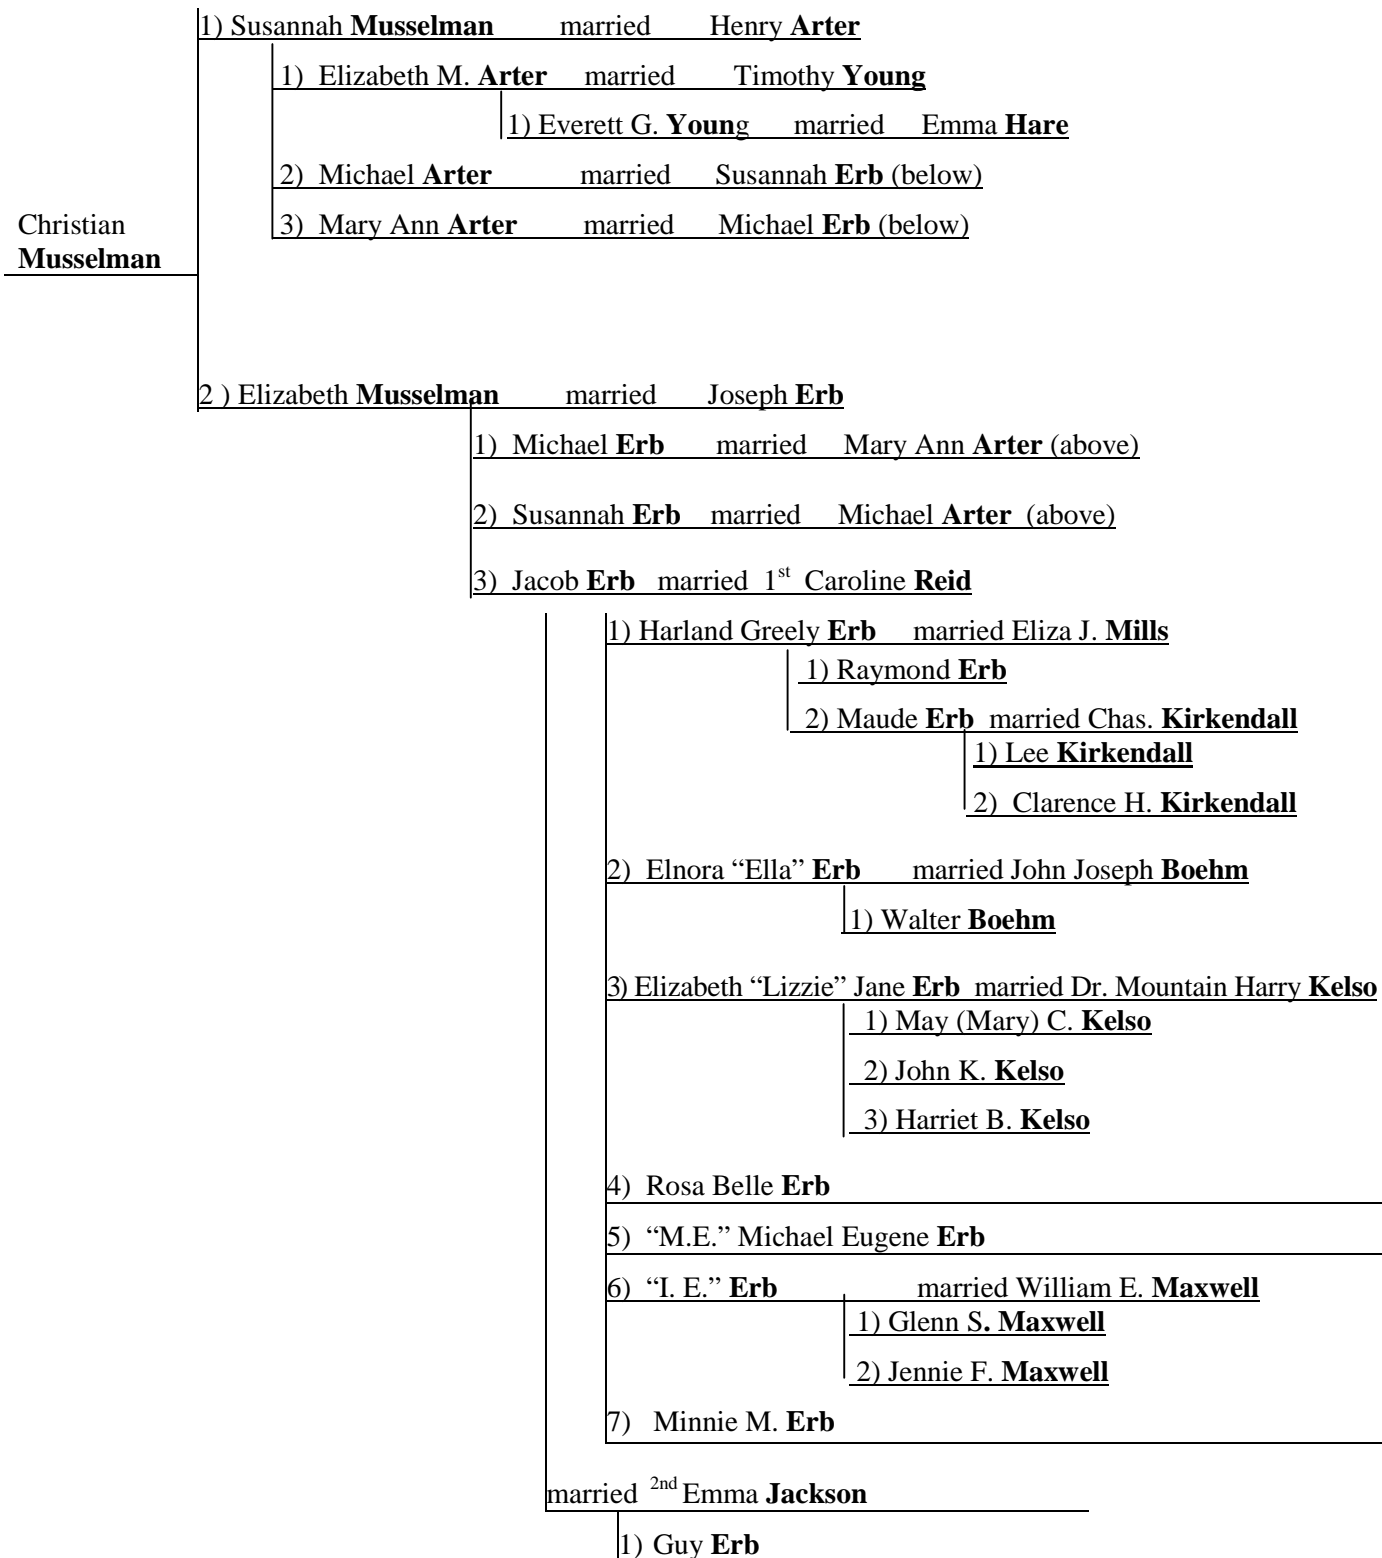 1) Susannah Musselman married Henry Arter
1) Elizabeth M. Arter married Timothy Young
1) Everett G. Young married Emma Hare
2) Michael Arter married Susannah Erb (below)
3) Mary Ann Arter married Michael Erb (below)
Christian
Musselman
2 ) Elizabeth Musselman married Joseph Erb
1) Michael Erb married Mary Ann Arter (above)
2) Susannah Erb married Michael Arter (above)
3) Jacob Erb married 1st Caroline Reid
1) Harland Greely Erb married Eliza J. Mills
1) Raymond Erb
2) Maude Erb married Chas. Kirkendall
1) Lee Kirkendall
2) Clarence H. Kirkendall
2) Elnora “Ella” Erb married John Joseph Boehm
1) Walter Boehm
3) Elizabeth “Lizzie” Jane Erb married Dr. Mountain Harry Kelso
1) May (Mary) C. Kelso
2) John K. Kelso
3) Harriet B. Kelso
4) Rosa Belle Erb
5) “M.E.” Michael Eugene Erb
6) “I. E.” Erb married William E. Maxwell
1) Glenn S. Maxwell
2) Jennie F. Maxwell
7) Minnie M. Erb
married 2nd Emma Jackson
1) Guy Erb